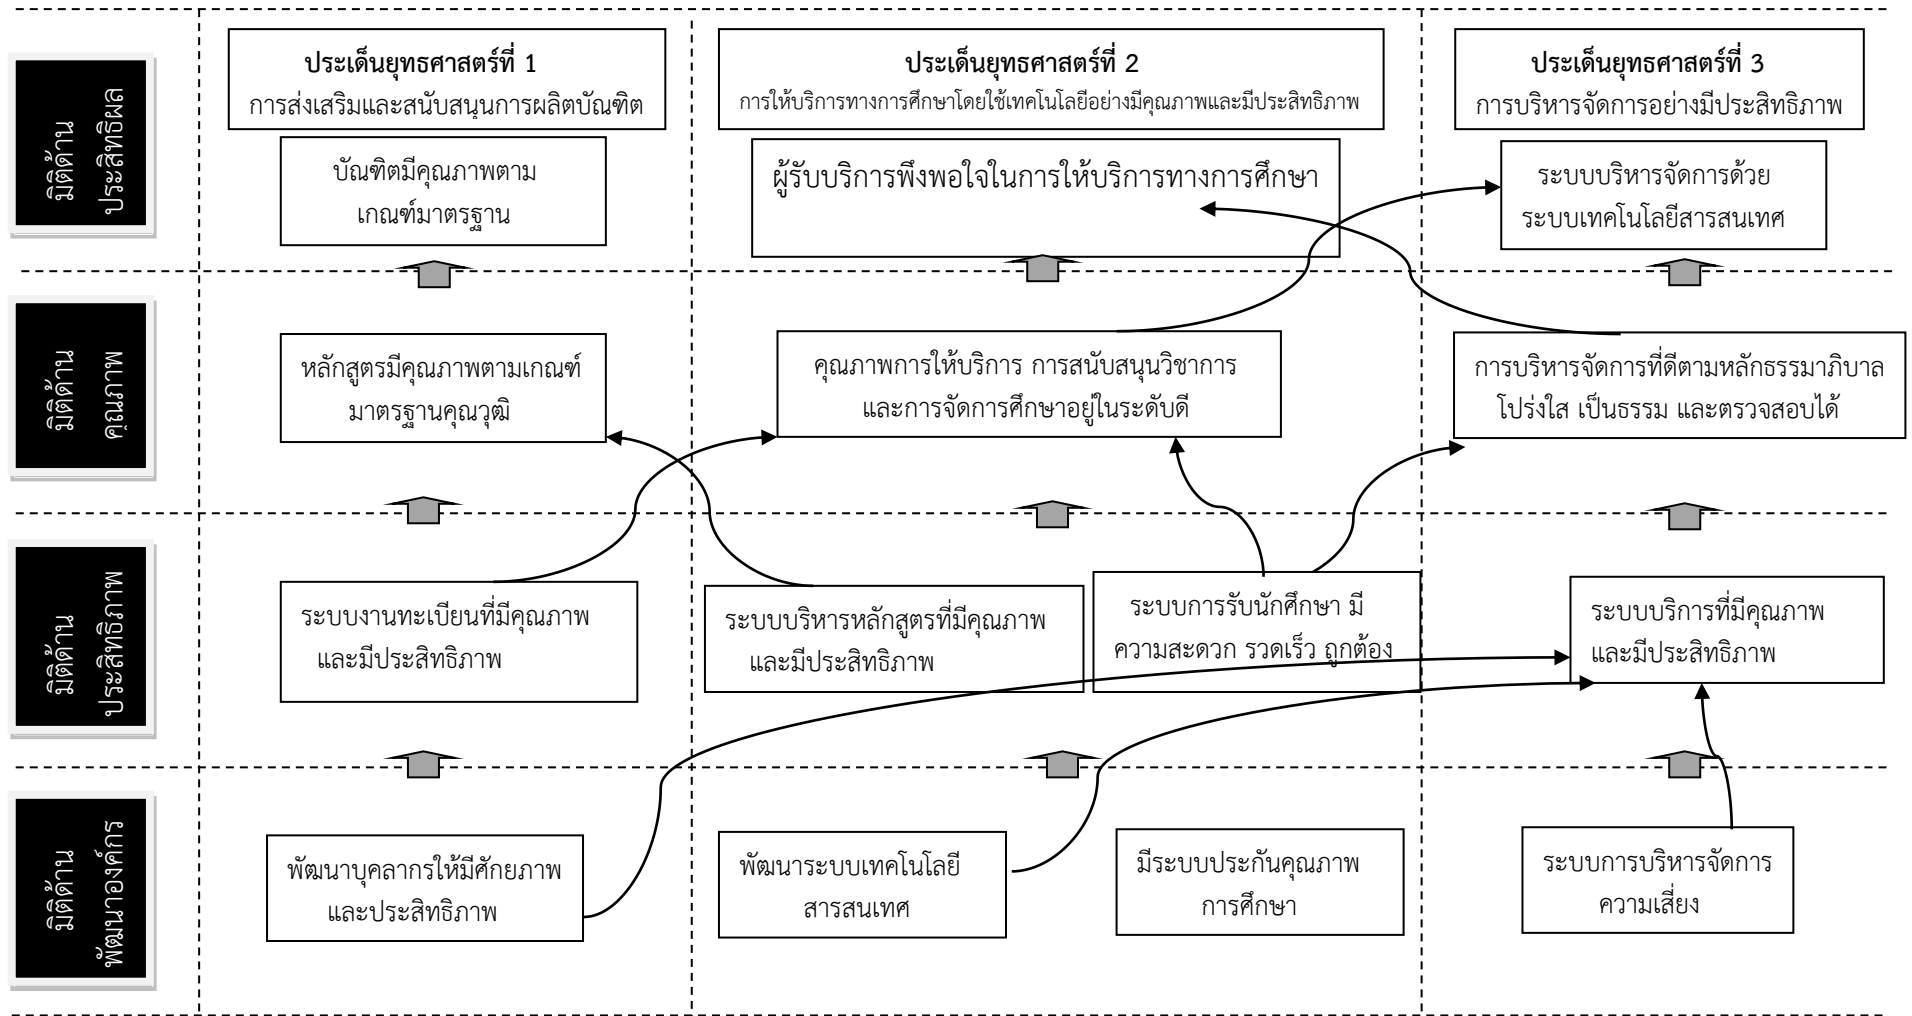 ประเด็นยุทธศาสตร์ที่ 1
การส่งเสริมและสนับสนุนการผลิตบัณฑิต
ประเด็นยุทธศาสตร์ที่ 2
การให้บริการทางการศึกษาโดยใช้เทคโนโลยีอย่างมีคุณภาพและมีประสิทธิภาพ
ประเด็นยุทธศาสตร์ที่ 3
การบริหารจัดการอย่างมีประสิทธิภาพ
มิติด้าน
ประสิทธิผล
บัณฑิตมีคุณภาพตาม
เกณฑ์มาตรฐาน
ผู้รับบริการพึงพอใจในการให้บริการทางการศึกษา
ระบบบริหารจัดการด้วย
ระบบเทคโนโลยีสารสนเทศ
มิติด้าน
คุณภาพ
หลักสูตรมีคุณภาพตามเกณฑ์
มาตรฐานคุณวุฒิ
คุณภาพการให้บริการ การสนับสนุนวิชาการ
และการจัดการศึกษาอยู่ในระดับดี
การบริหารจัดการที่ดีตามหลักธรรมาภิบาล
โปร่งใส เป็นธรรม และตรวจสอบได้
มิติด้าน
ประสิทธิภาพ
ระบบงานทะเบียนที่มีคุณภาพ
และมีประสิทธิภาพ
ระบบบริหารหลักสูตรที่มีคุณภาพ
และมีประสิทธิภาพ
ระบบการรับนักศึกษา มี
ความสะดวก รวดเร็ว ถูกต้อง
ระบบบริการที่มีคุณภาพ
และมีประสิทธิภาพ
มิติด้าน
พัฒนาองค์กร
พัฒนาบุคลากรให้มีศักยภาพ
และประสิทธิภาพ
พัฒนาระบบเทคโนโลยี
สารสนเทศ
มีระบบประกันคุณภาพ
การศึกษา
ระบบการบริหารจัดการ
ความเสี่ยง